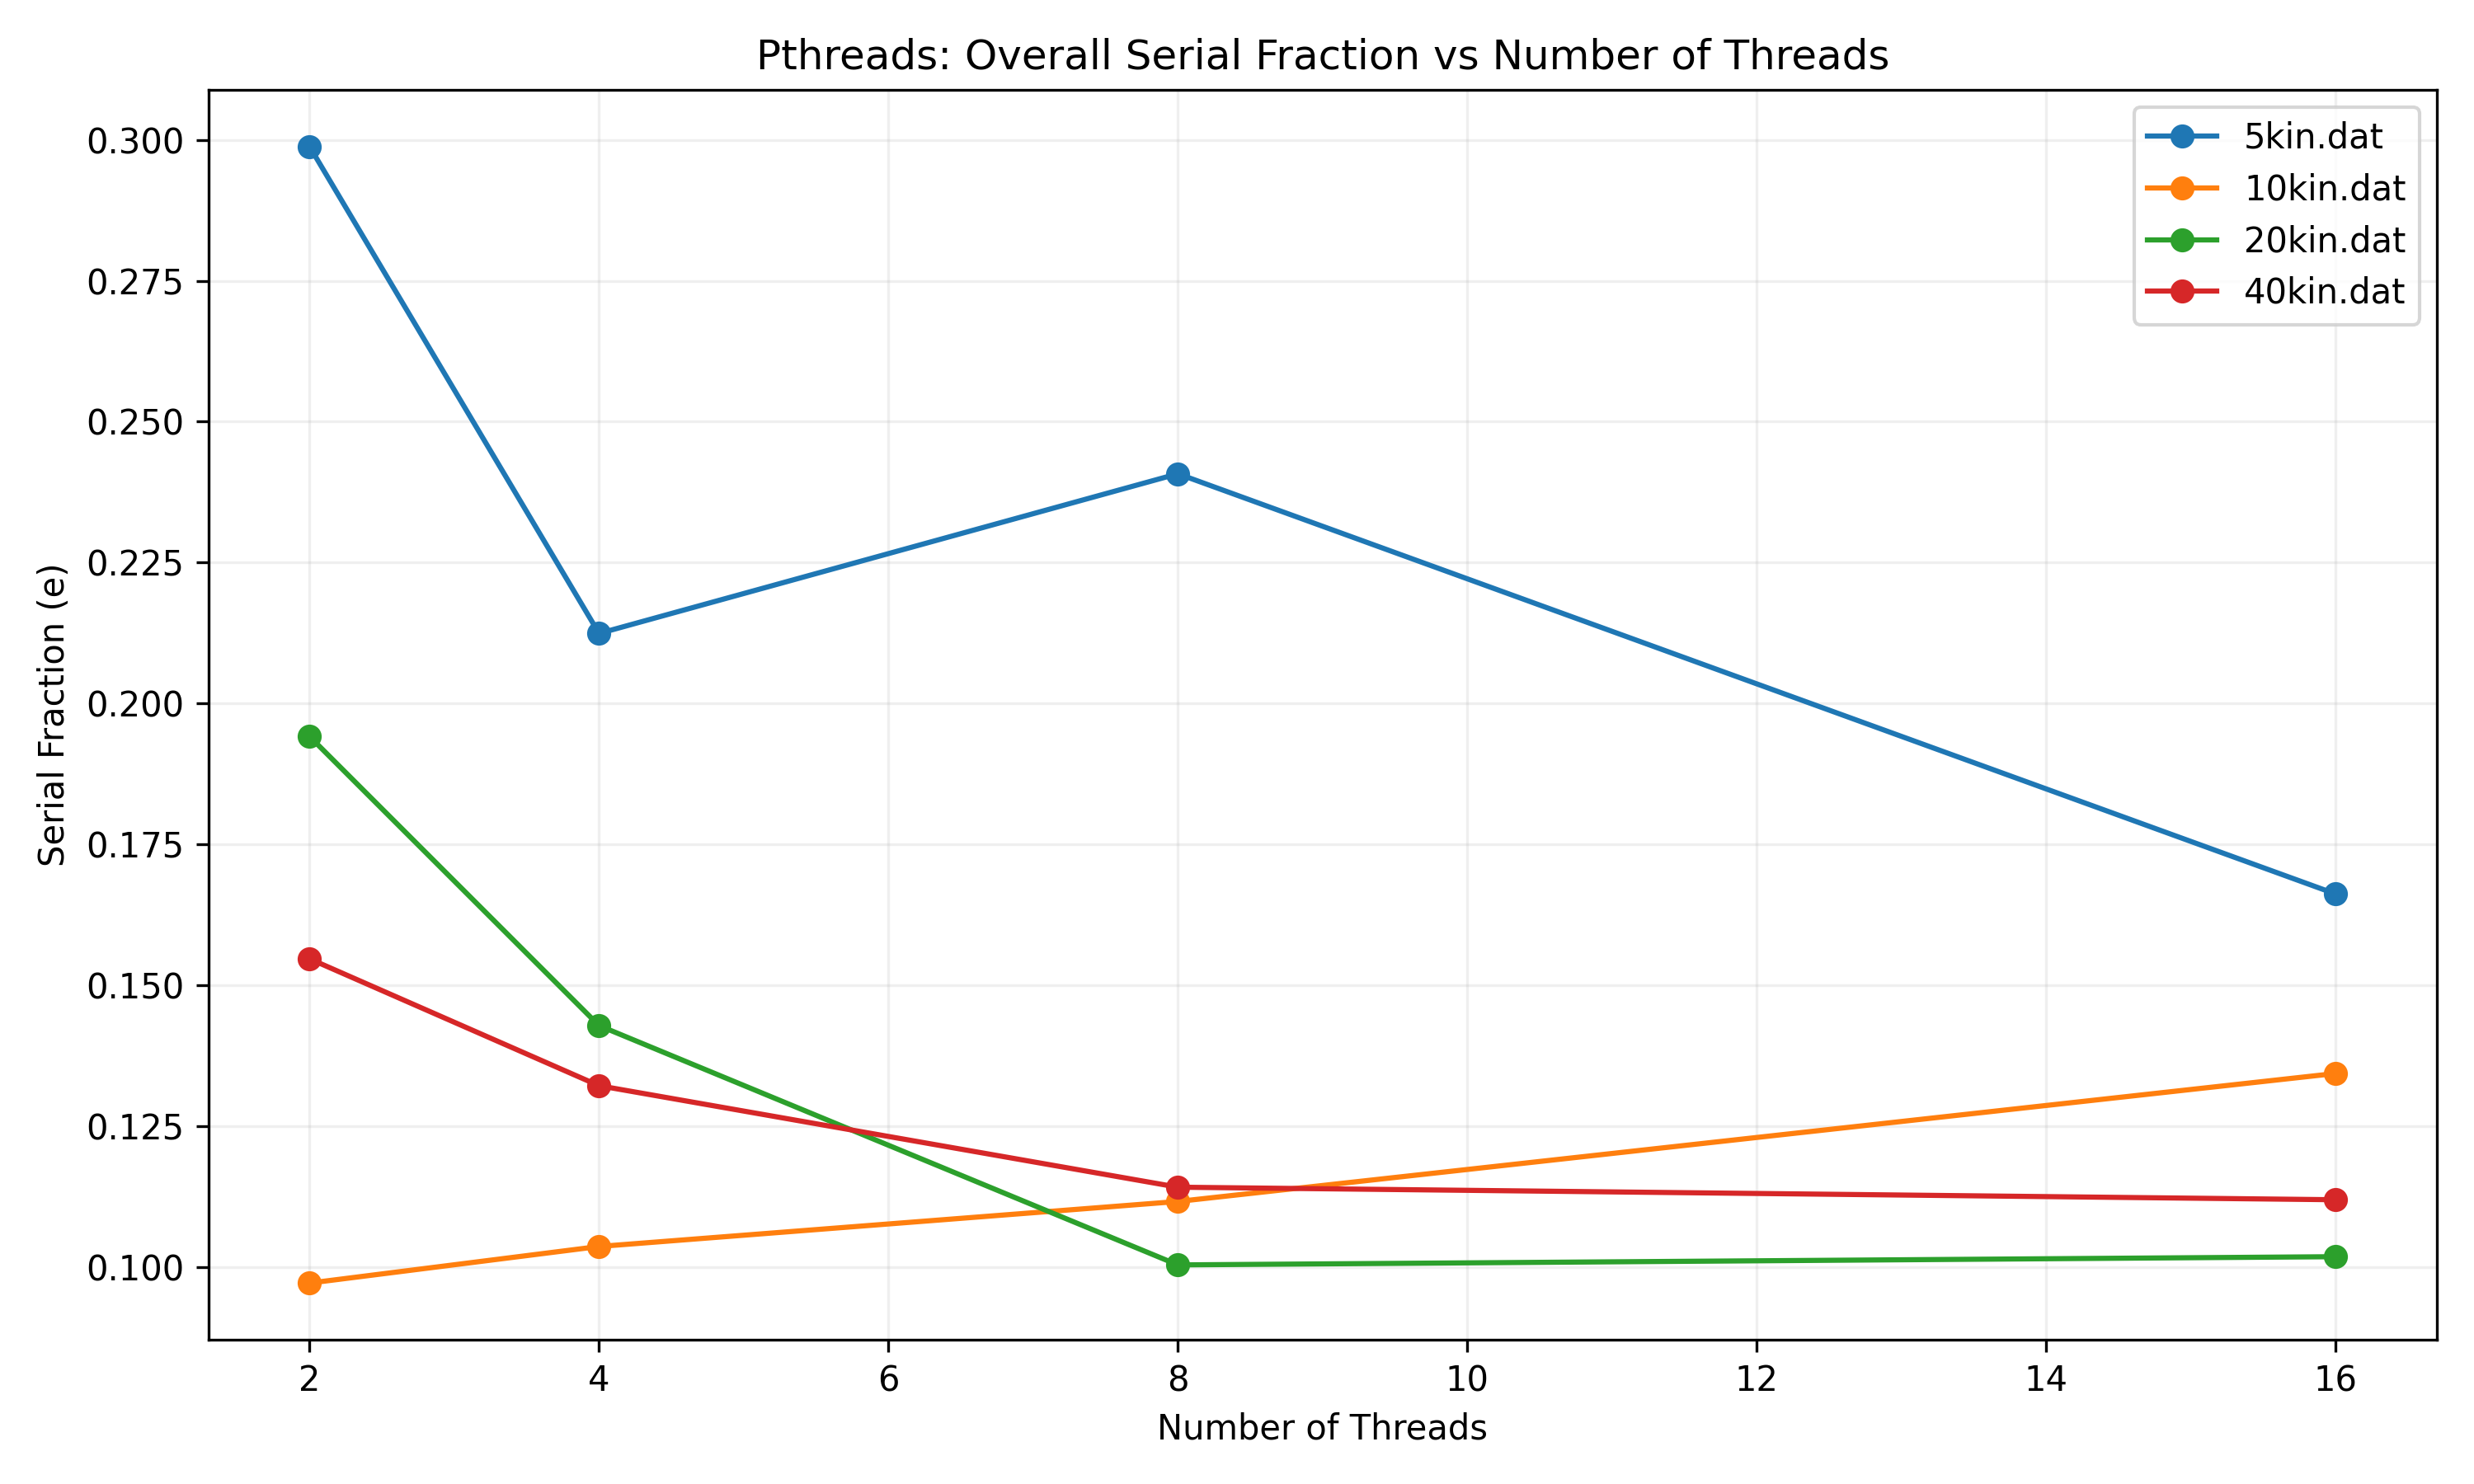 Pthreads: Overall Serial Fraction vs Number of Threads
5kin.dat
10kin.dat
20kin.dat
40kin.dat
Serial Fraction (e)
0.300
0.275
0.250
0.225
0.200
0.175
0.150
0.125
0.100
2 4 6 8 10 12 14 16
Number of Threads